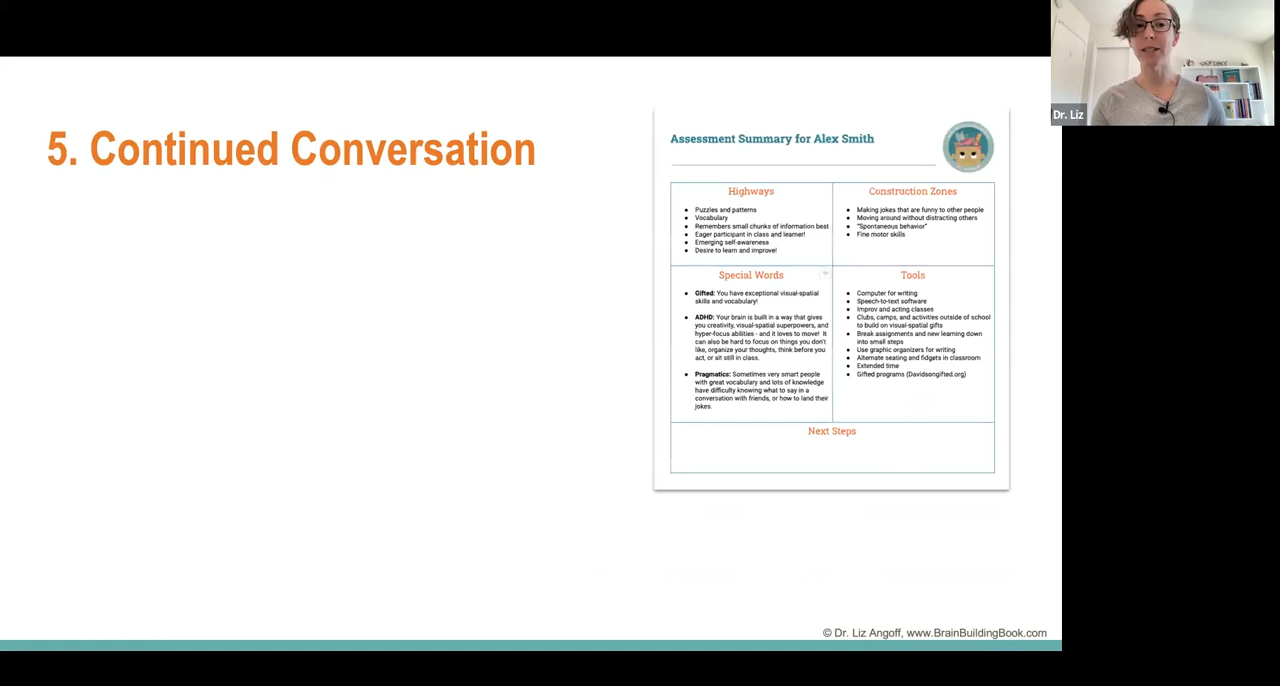 Dr. Liz
5. Continued Conversation
Assessment Summary for Alex Smith
Highways
• Puzzles and patterns
• Vocabulary
• Remembers small chunks of information best
• Eager participant in class and learner!
• Emerging self-awareness
• Desire to learn and improve!
Construction Zones
• Making jokes that are funny to other people
• Moving around without distracting others
• "Spontaneous behavior"
• Fine motor skills
Special Words
• Gifted: You have exceptional visual-spatial
skills and vocabulary!
• ADHD: Your brain is built in a way that gives
you creativity, visual-spatial superpowers, and
hyper-focus abilities - and it loves to move! It
can also be hard to focus on things you don't
like, organize your thoughts, think before you
act, or sit still in class.
• Pragmatics: Sometimes very smart people
with great vocabulary and lots of knowledge
have difficulty knowing what to say in a
conversation with friends, or how to land their
jokes.
Tools
• Computer for writing
• Speech-to-text software
• Improv and acting classes
• Clubs, camps, and activities outside of school
to build on visual-spatial gifts
• Break assignments and new learning down
into small steps
• Use graphic organizers for writing
• Alternate seating and fidgets in classroom
• Extended time
• Gifted programs (Davidsongifted.org)
Next Steps
© Dr. Liz Angoff, www.BrainBuildingBook.com